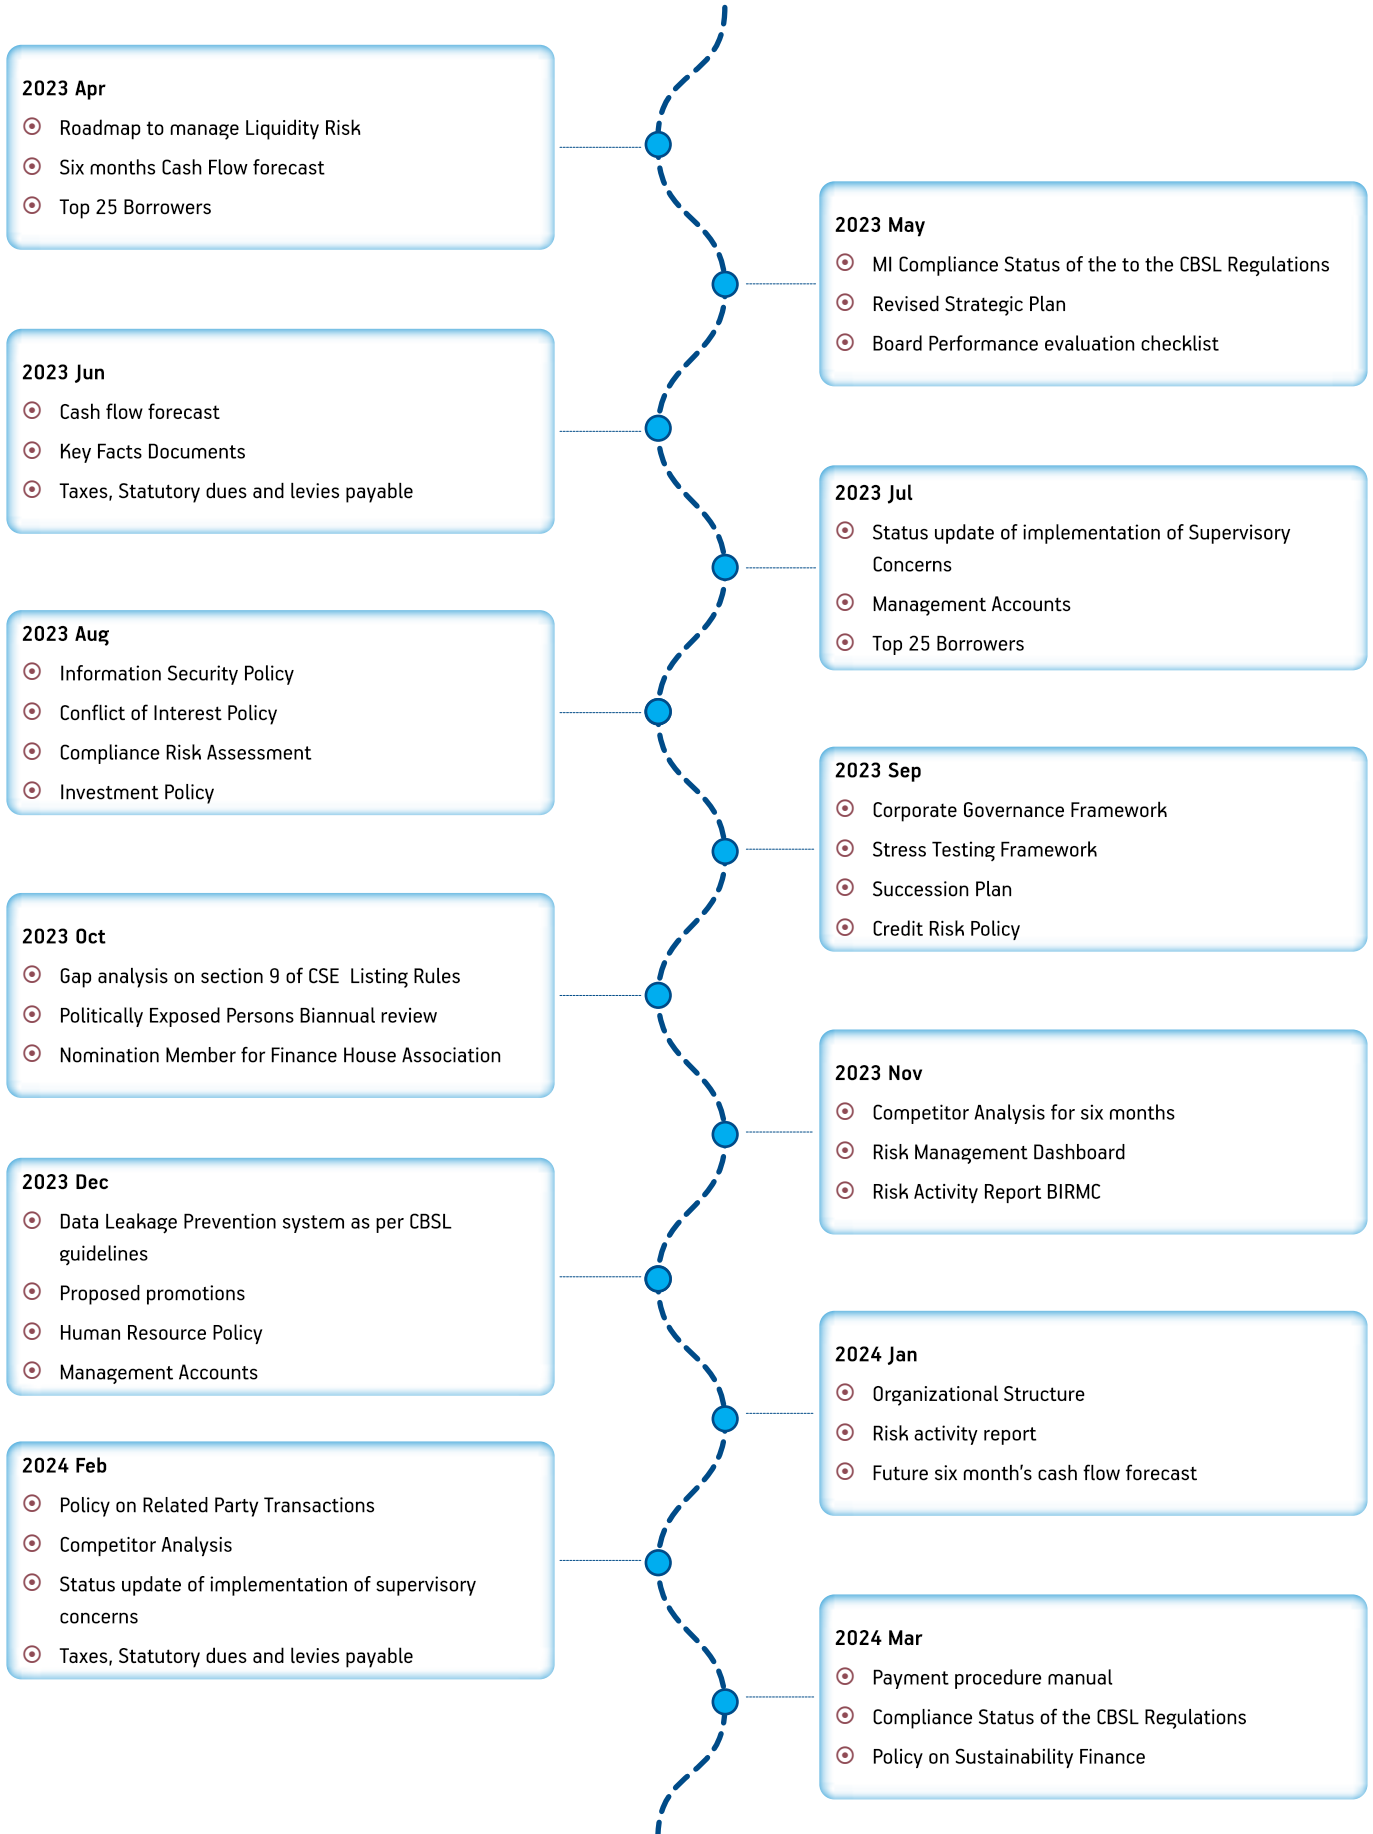 2023 Apr
Roadmap to manage Liquidity Risk
Six months Cash Flow forecast
Top 25 Borrowers
2023 May
MI Compliance Status of the to the CBSL Regulations
Revised Strategic Plan
Board Performance evaluation checklist
2023 Jun
Cash flow forecast
Key Facts Documents
Taxes, Statutory dues and levies payable
2023 Jul
Status update of implementation of Supervisory
Concerns
Management Accounts
Top 25 Borrowers
2023 Aug
Information Security Policy
Conflict of Interest Policy
Compliance Risk Assessment
Investment Policy
2023 Sep
Corporate Governance Framework
Stress Testing Framework
Succession Plan
Credit Risk Policy
2023 Oct
Gap analysis on section 9 of CSE  Listing Rules
Politically Exposed Persons Biannual review
Nomination Member for Finance House Association
2023 Nov
Competitor Analysis for six months
Risk Management Dashboard
Risk Activity Report BIRMC
2023 Dec
Data Leakage Prevention system as per CBSL
guidelines
Proposed promotions
Human Resource Policy
Management Accounts
2024 Jan
Organizational Structure
Risk activity report
Future six month's cash flow forecast
2024 Feb
Policy on Related Party Transactions
Competitor Analysis
Status update of implementation of supervisory
concerns
Taxes, Statutory dues and levies payable
2024 Mar
Payment procedure manual
Compliance Status of the CBSL Regulations
Policy on Sustainability Finance